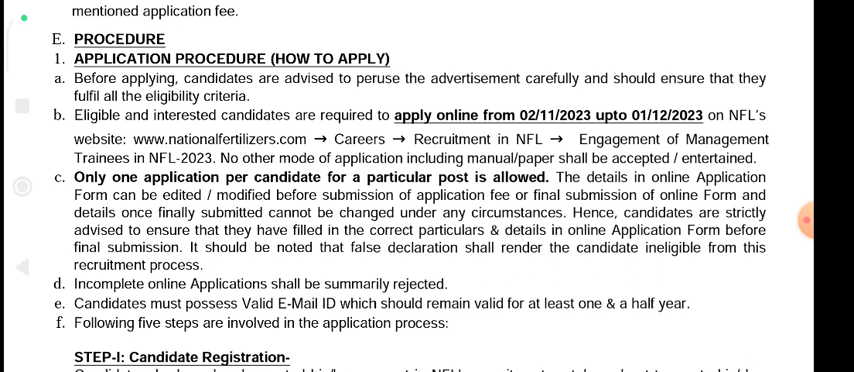 mentioned application fee.
E. PROCEDURE
1. APPLICATION PROCEDURE (HOW TO APPLY)
a. Before applying, candidates are advised to peruse the advertisement carefully and should ensure that they
fulfil all the eligibility criteria.
b. Eligible and interested candidates are required to apply online from 02/11/2023 upto 01/12/2023 on NFL's
website: www.nationalfertilizers.com → Careers → Recruitment in NFL → Engagement of Management
Trainees in NFL-2023. No other mode of application including manual/paper shall be accepted / entertained.
c. Only one application per candidate for a particular post is allowed. The details in online Application
Form can be edited / modified before submission of application fee or final submission of online Form and
details once finally submitted cannot be changed under any circumstances. Hence, candidates are strictly
advised to ensure that they have filled in the correct particulars & details in online Application Form before
final submission. It should be noted that false declaration shall render the candidate ineligible from this
recruitment process.
d. Incomplete online Applications shall be summarily rejected.
e. Candidates must possess Valid E-Mail ID which should remain valid for at least one & a half year.
f. Following five steps are involved in the application process:
STEP-I: Candidate Registration-